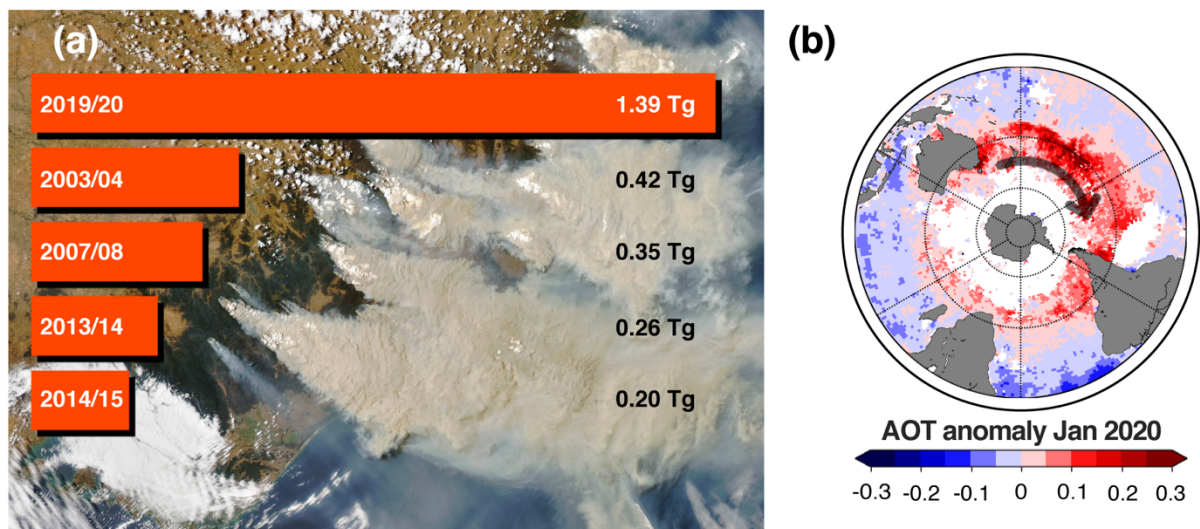 (a)
2019/20 1.39 Tg
2003/04 0.42 Tg
2007/08 0.35 Tg
2013/14 0.26 Tg
2014/15 0.20 Tg
(b)
AOT anomaly Jan 2020
-0.3 -0.2 -0.1 0 0.1 0.2 0.3